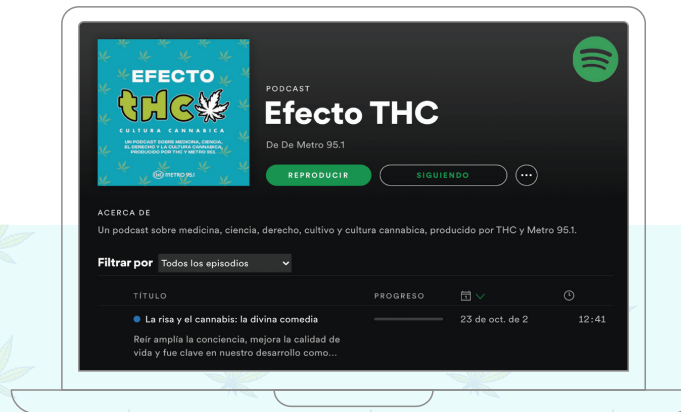 EFECTO
thc
CULTURA CANNABICA
UN PODCAST SOBRE MEDICINA, CIENCIA,
EL DERECHO Y LA CULTURA CANNABICA,
PRODUCIDO POR THC Y METRO 95.1.
METRO 95.1
PODCAST
Efecto THC
De De Metro 95.1
REPRODUCIR
SIGUIENDO
ACERCA DE
Un podcast sobre medicina, ciencia, derecho, cultivo y cultura cannabica, producido por THC y Metro 95.1.
Filtrar por Todos los episodios
TÍTULO PROGRESO
La risa y el cannabis: la divina comedia 23 de oct. de 2 12:41
Reír amplía la conciencia, mejora la calidad de
vida y fue clave en nuestro desarrollo como...